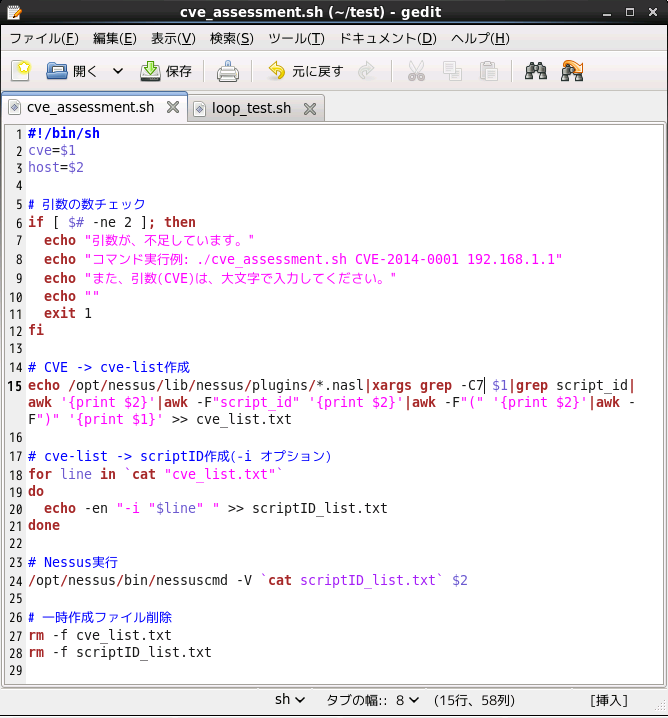 cve_assessment.sh (~/test) - gedit
ファイル(F) 編集(E) 表示(V) 検索(S) ツール(T) ドキュメント(D) ヘルプ(H)
開く 保存 元に戻す
cve_assessment.sh loop_test.sh
1 #!/bin/sh
2 cve=$1
3 host=$2
4
5 # 引数の数チェック
6 if [ $# -ne 2 ]; then
7   echo "引数が、不足しています。"
8   echo "コマンド実行例: ./cve_assessment.sh CVE-2014-0001 192.168.1.1"
9   echo "また、引数(CVE)は、大文字で入力してください。"
10   echo ""
11   exit 1
12 fi
13
14 # CVE -> cve-list作成
15 echo /opt/nessus/lib/nessus/plugins/*.nasl|xargs grep -C7 $1|grep script_id|
awk '{print $2}'|awk -F"script_id" '{print $2}'|awk -F"(" '{print $2}'|awk -
F")" '{print $1}' >> cve_list.txt
16
17 # cve-list -> scriptID作成(-i オプション)
18 for line in `cat "cve_list.txt"`
19 do
20   echo -en "-i "$line" " >> scriptID_list.txt
21 done
22
23 # Nessus実行
24 /opt/nessus/bin/nessuscmd -V `cat scriptID_list.txt` $2
25
26 # 一時作成ファイル削除
27 rm -f cve_list.txt
28 rm -f scriptID_list.txt
29
sh タブの幅: 8 (15行、58列) [挿入]